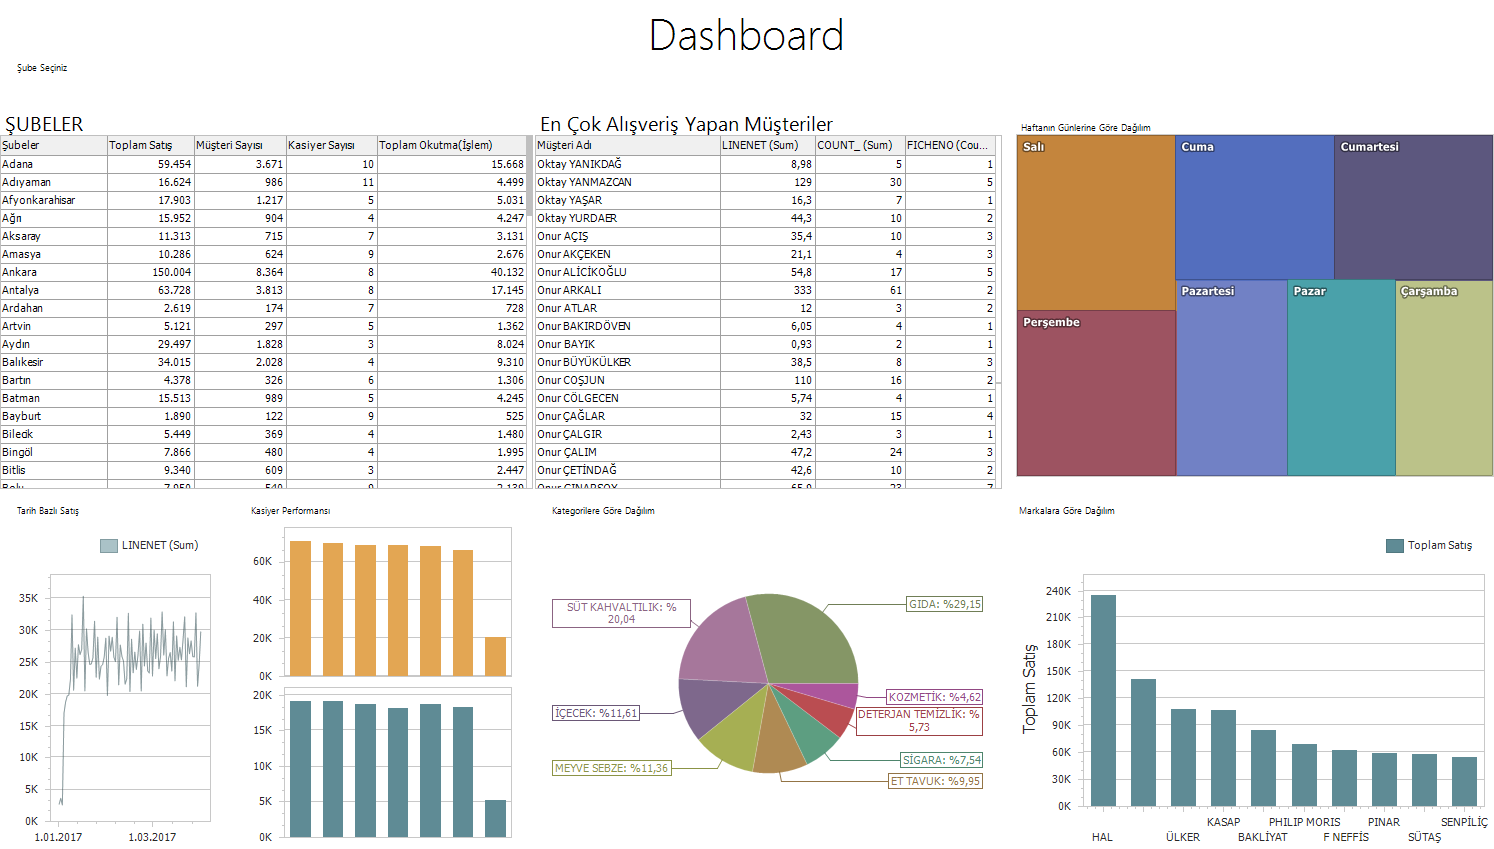 Dashboard
Şube Seçiniz
ŞUBELER
Şubeler Toplam Satış Müşteri Sayısı Kasiyer Sayısı Toplam Okutma(İşlem)
Adana 59.454 3.671 10 15.668
Adıyaman 16.624 986 11 4.499
Afyonkarahisar 17.903 1.217 5 5.031
Ağrı 15.952 904 4 4.247
Aksaray 11.313 715 7 3.131
Amasya 10.286 624 9 2.676
Ankara 150.004 8.364 8 40.132
Antalya 63.728 3.813 8 17.145
Ardahan 2.619 174 7 728
Artvin 5.121 297 5 1.362
Aydın 29.497 1.828 3 8.024
Balıkesir 34.015 2.028 4 9.310
Bartın 4.378 326 6 1.306
Batman 15.513 989 5 4.245
Bayburt 1.890 122 9 525
Bilecik 5.449 369 4 1.480
Bingöl 7.866 480 4 1.995
Bitlis 9.340 609 3 2.447
En Çok Alışveriş Yapan Müşteriler
Müşteri Adı LINENET (Sum) COUNT_ (Sum) FICHENO (Cou...
Oktay YANIKDAĞ 8,98 5 1
Oktay YANMAZCAN 129 30 5
Oktay YAŞAR 16,3 7 1
Oktay YURDAER 44,3 10 2
Onur AÇIŞ 35,4 10 3
Onur AKÇEKEN 21,1 4 3
Onur ALİCİKOĞLU 54,8 17 5
Onur ARKALI 333 61 2
Onur ATLAR 12 3 2
Onur BAKIRDÖVEN 6,05 4 1
Onur BAYIK 0,93 2 1
Onur BÜYÜKÜLKER 38,5 8 3
Onur COŞJUN 110 16 2
Onur CÖLGECEN 5,74 4 1
Onur ÇAĞLAR 32 15 4
Onur ÇALGIR 2,43 3 1
Onur ÇALIM 47,2 24 3
Onur ÇETİNDAĞ 42,6 10 2
Haftanın Günlerine Göre Dağılım
Salı
Cuma
Cumartesi
Perşembe
Pazartesi
Pazar
Çarşamba
Tarih Bazlı Satış
LINENET (Sum)
35K
30K
25K
20K
15K
10K
5K
0K
1.01.2017 1.03.2017
Kasiyer Performansı
60K
40K
20K
0K
20K
15K
10K
5K
0K
Kategorilere Göre Dağılım
SÜT KAHVALTILIK: %
20,04
GIDA: %29,15
İÇECEK: %11,61
KOZMETİK: %4,62
DETERJAN TEMİZLİK: %
5,73
MEYVE SEBZE: %11,36
SİGARA: %7,54
ET TAVUK: %9,95
Markalara Göre Dağılım
Toplam Satış
Toplam Satış
240K
210K
180K
150K
120K
90K
60K
30K
0K
KASAP PHILIP MORIS PINAR SENPİLİÇ
HAL ÜLKER BAKLİYAT F NEFFİS SÜTAŞ